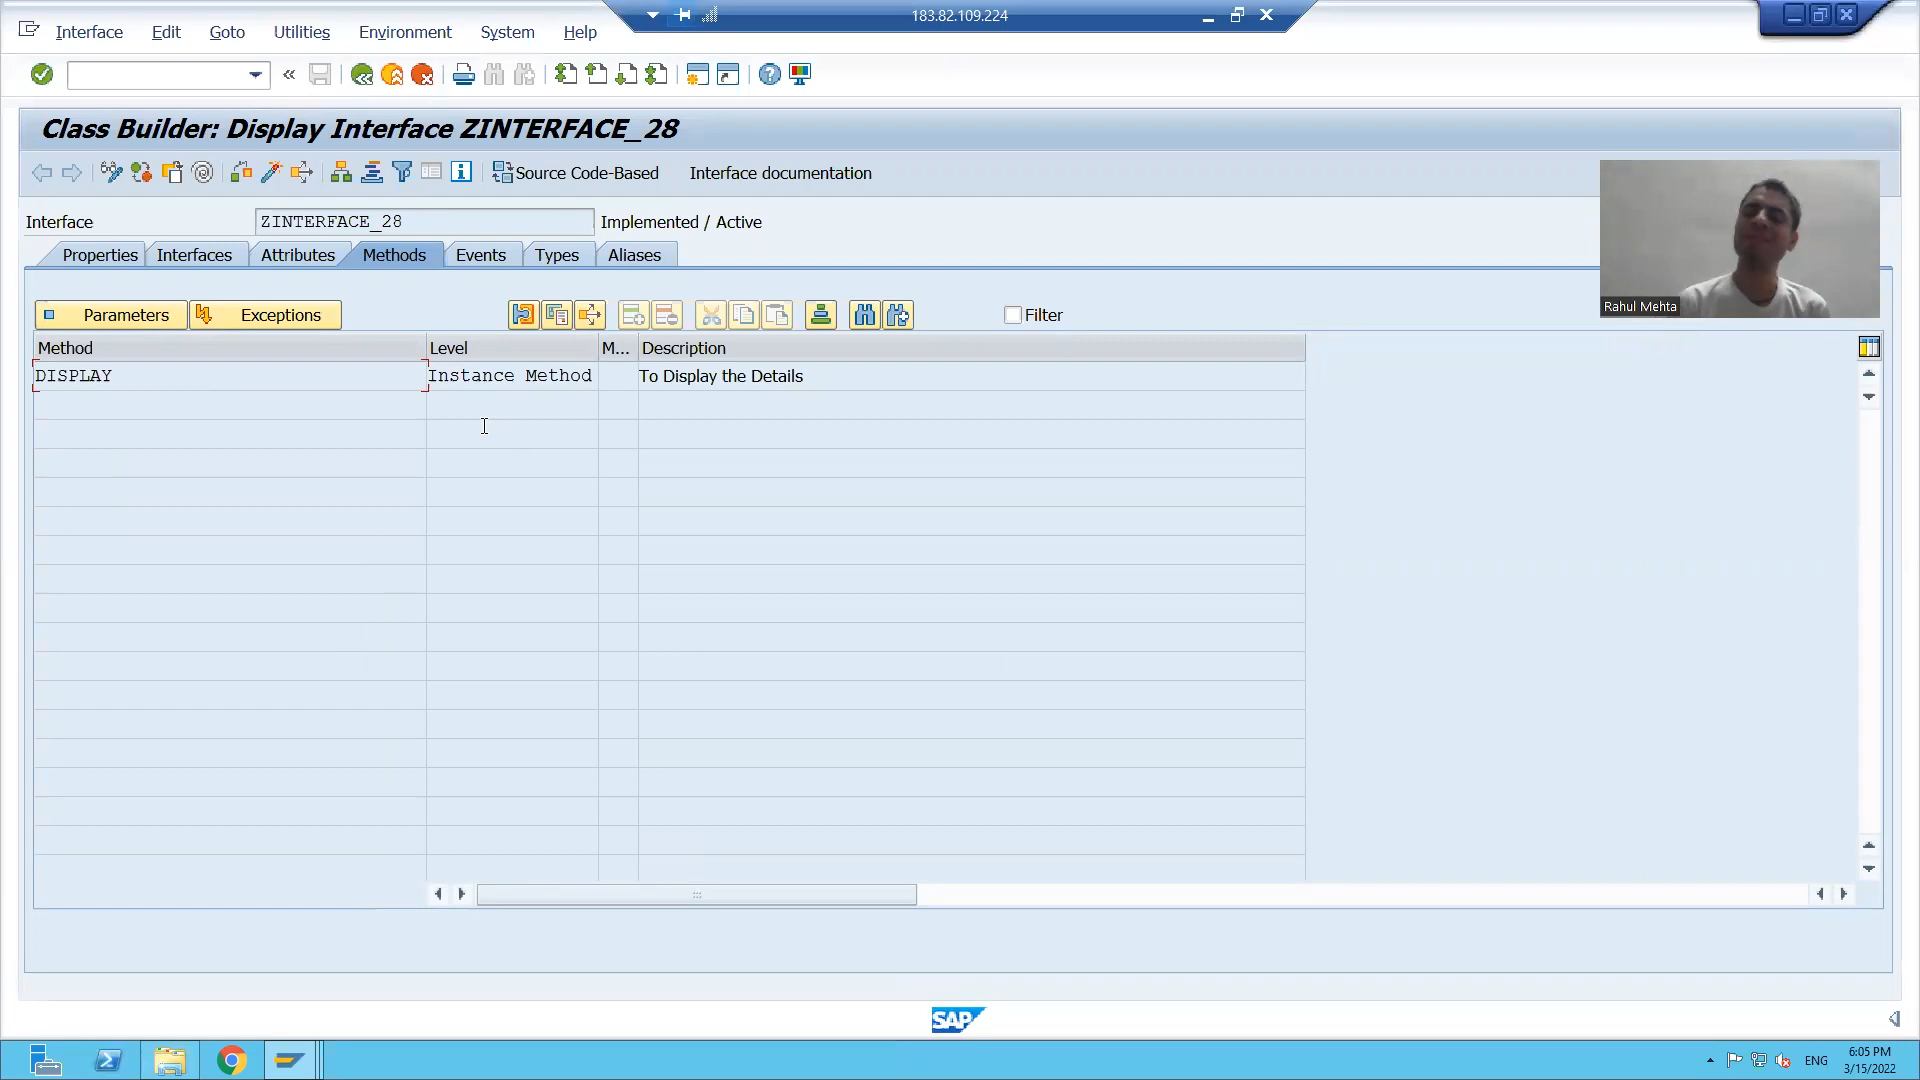 183.82.109.224
Interface Edit Goto Utilities Environment System Help
Class Builder: Display Interface ZINTERFACE_28
Source Code-Based Interface documentation
Interface ZINTERFACE_28 Implemented / Active
Properties Interfaces Attributes Methods Events Types Aliases
Parameters Exceptions Filter
Rahul Mehta
Method Level M... Description
DISPLAY Instance Method To Display the Details
SAP
ENG 6:05 PM
3/15/2022